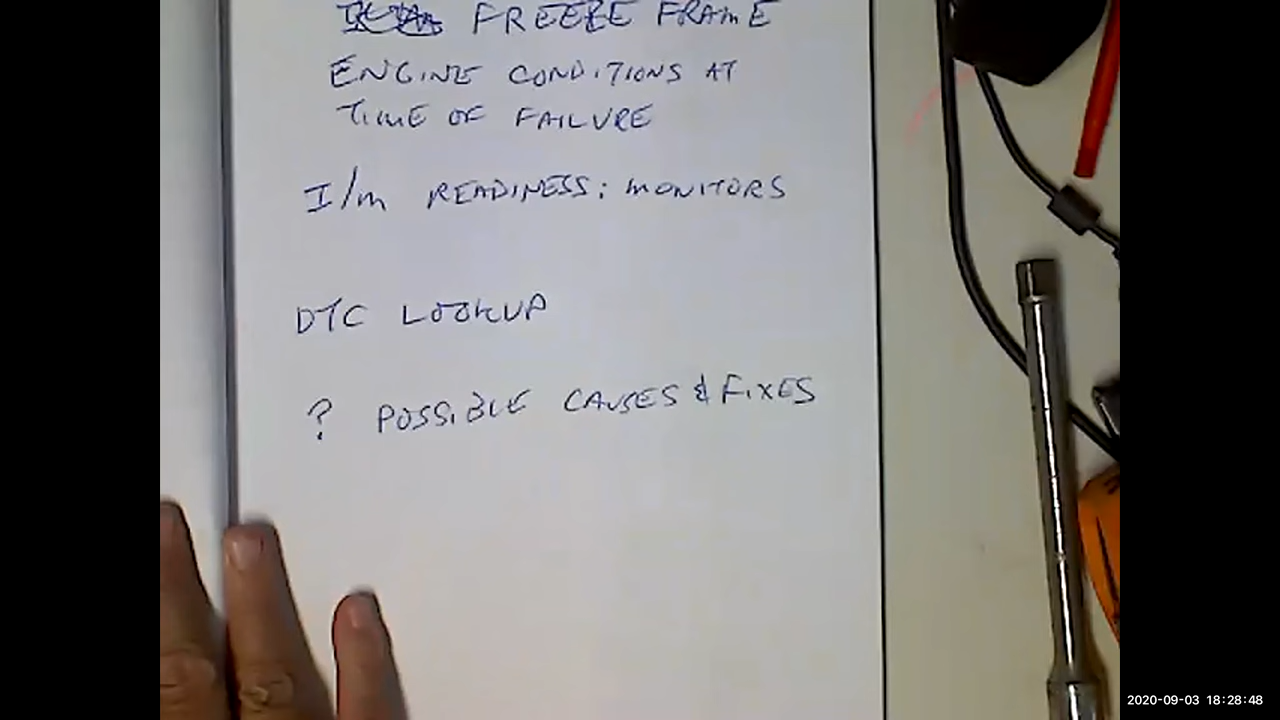 FREEZE FRAME
ENGINE CONDITIONS AT
TIME OF FAILURE
I/m READINESS: MONITORS
DTC LOOKUP
? POSSIBLE CAUSES & FIXES
2020-09-03 18:28:48